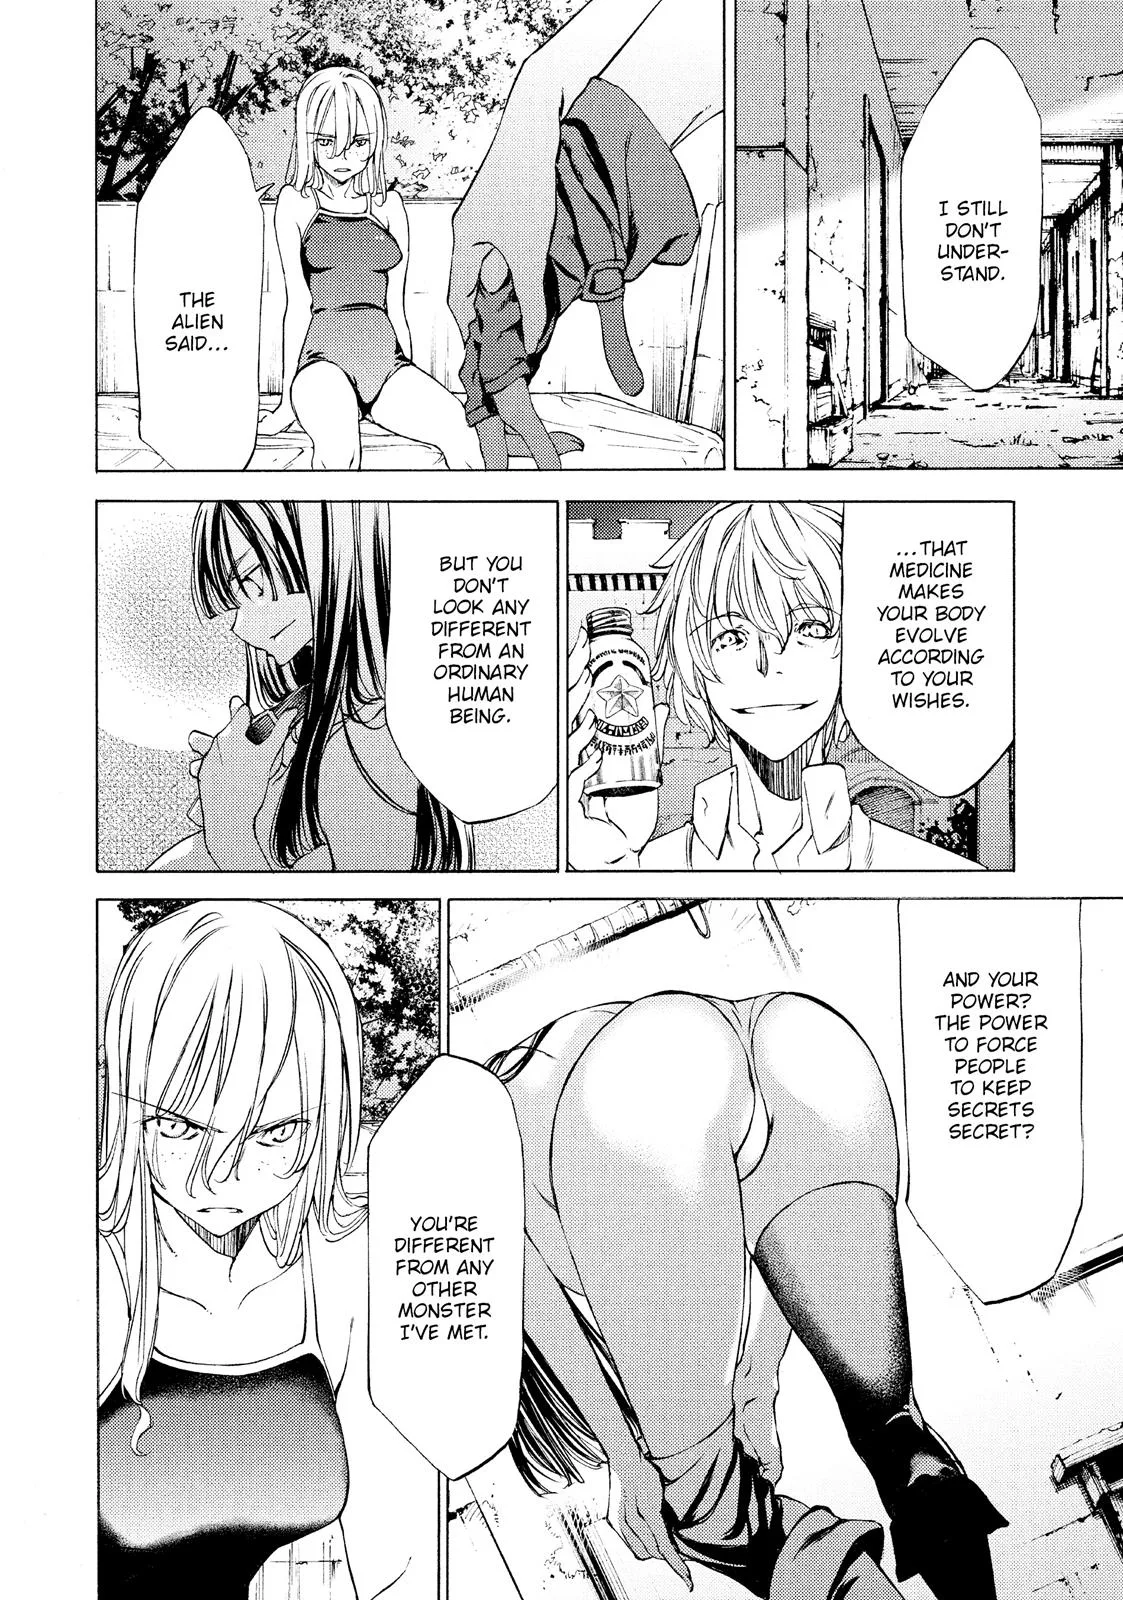 I STILL
DON'T
UNDER-
STAND.
THE
ALIEN
SAID...
...THAT
MEDICINE
MAKES
YOUR BODY
EVOLVE
ACCORDING
TO YOUR
WISHES.
BUT YOU
DON'T
LOOK ANY
DIFFERENT
FROM AN
ORDINARY
HUMAN
BEING.
AND YOUR
POWER?
THE POWER
TO FORCE
PEOPLE
TO KEEP
SECRETS
SECRET?
YOU'RE
DIFFERENT
FROM ANY
OTHER
MONSTER
I'VE MET.